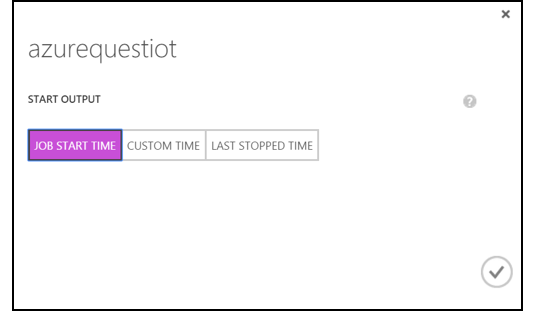 azurequestiot
START OUTPUT
?
JOB START TIME CUSTOM TIME LAST STOPPED TIME